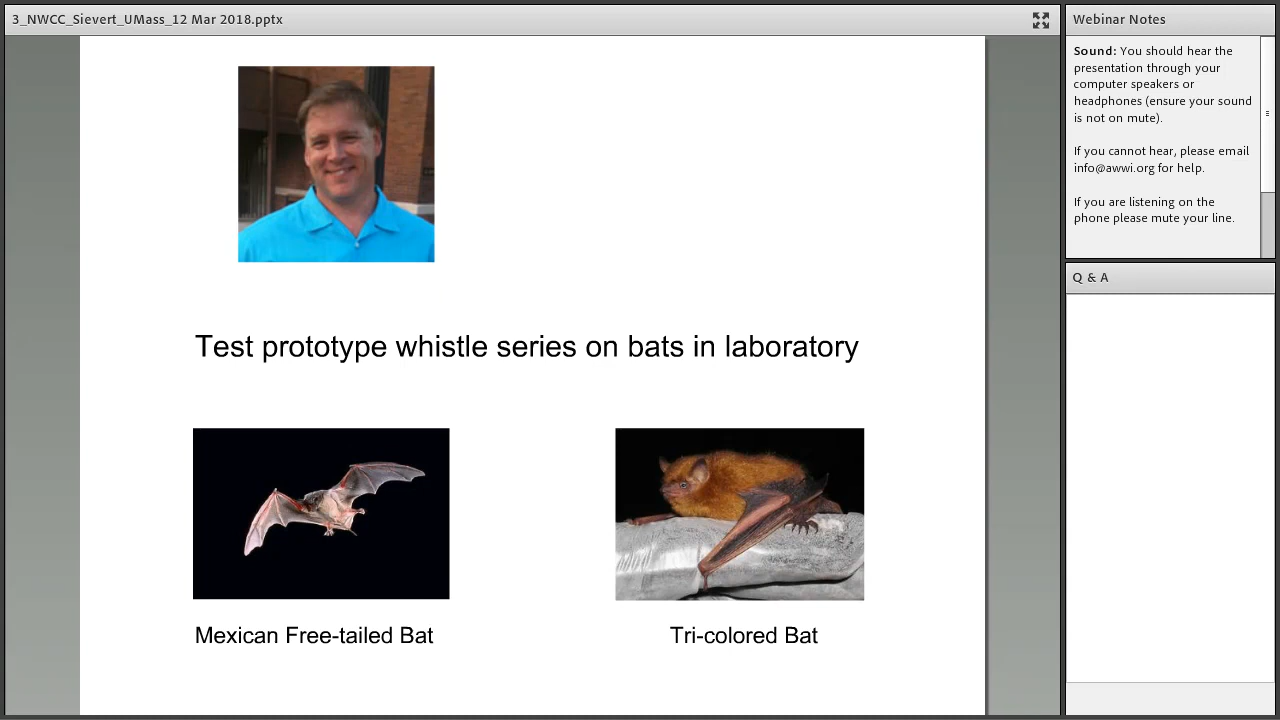 3_NWCC_Sievert_UMass_12 Mar 2018.pptx
Test prototype whistle series on bats in laboratory
Mexican Free-tailed Bat
Tri-colored Bat
Webinar Notes
Sound: You should hear the
presentation through your
computer speakers or
headphones (ensure your sound
is not on mute).
If you cannot hear, please email
info@awwi.org for help.
If you are listening on the
phone please mute your line.
Q & A